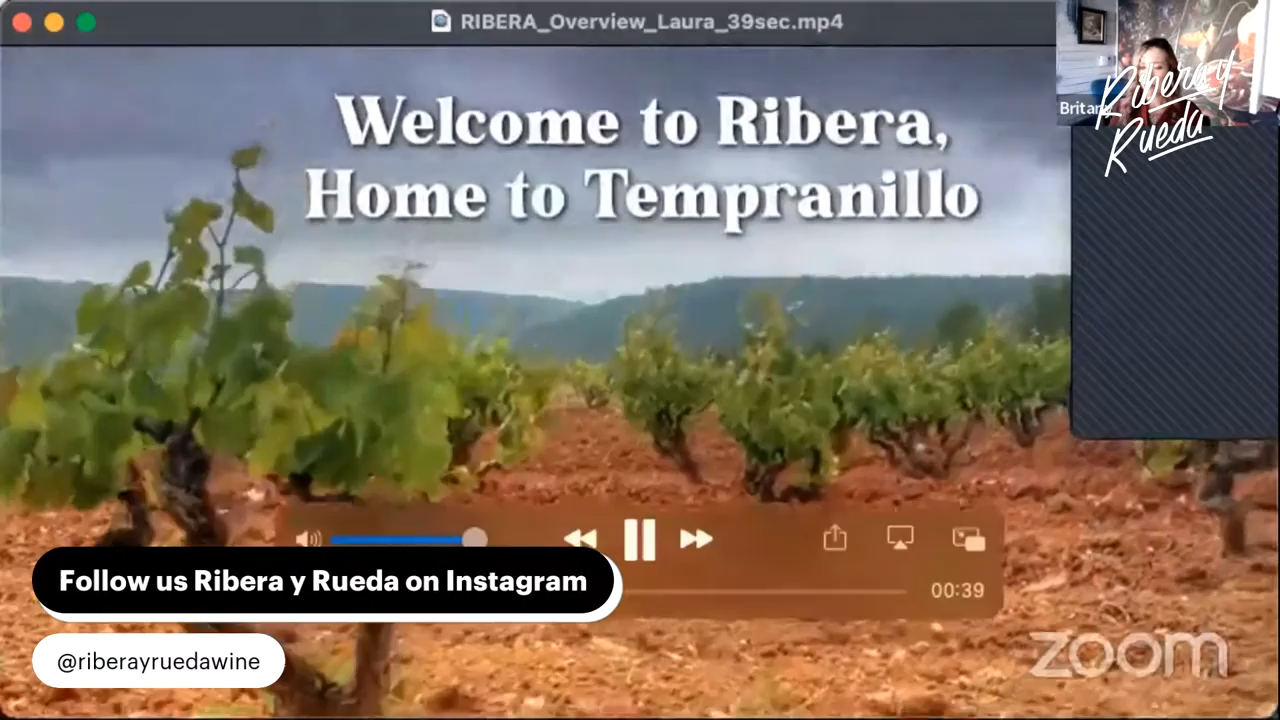 RIBERA_Overview_Laura_39sec.mp4
Ribera y
Rueda
Welcome to Ribera,
Home to Tempranillo
00:39
Follow us Ribera y Rueda on Instagram
@riberayruedawine
zoom